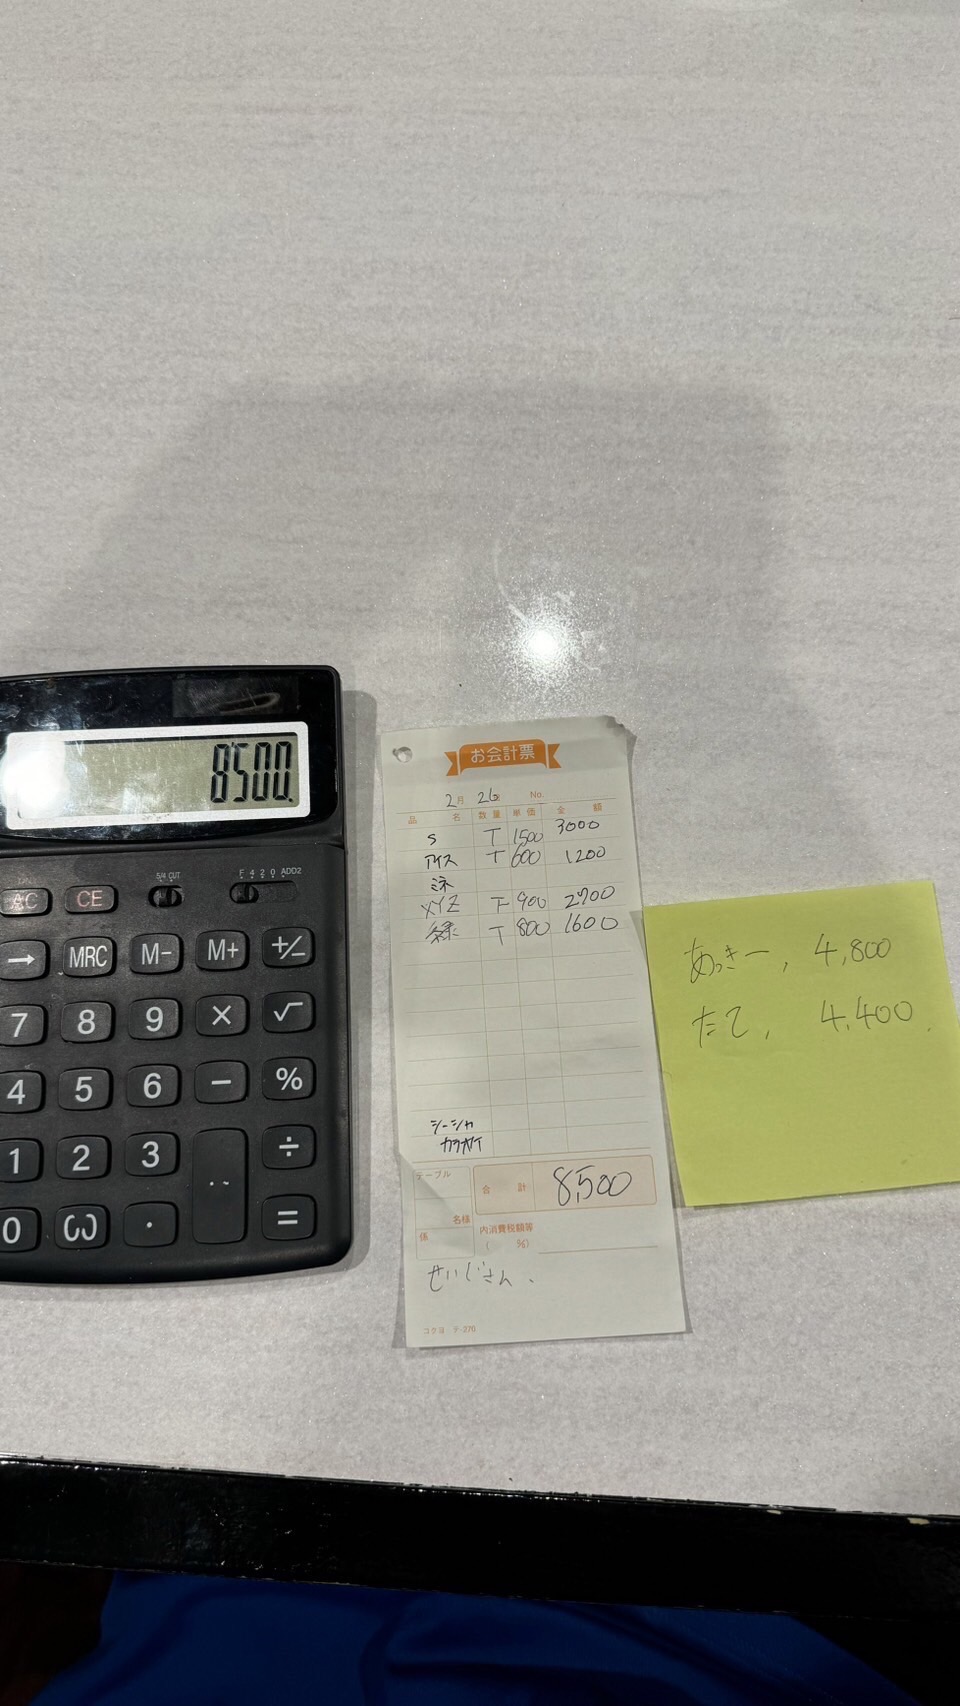 8500.
5/4 CUT
F 4 2 0 ADD2
AC CE
→ MRC M- M+ +/-
7 8 9 × √
4 5 6 − %
1 2 3 ÷
0 · =
お会計票
2月 26日 No.
品名 数量 単価 金額
S T 1500 3000
アイス T 600 1200
ミネ
XYZ 下 900 2700
緑 T 800 1600
シーシャ
カラオケ
テーブル
合計 8,500
名様
係
内消費税額等
( %)
せいじさん、
コクヨ テ-270
あっきー, 4,800
たて, 4,400.